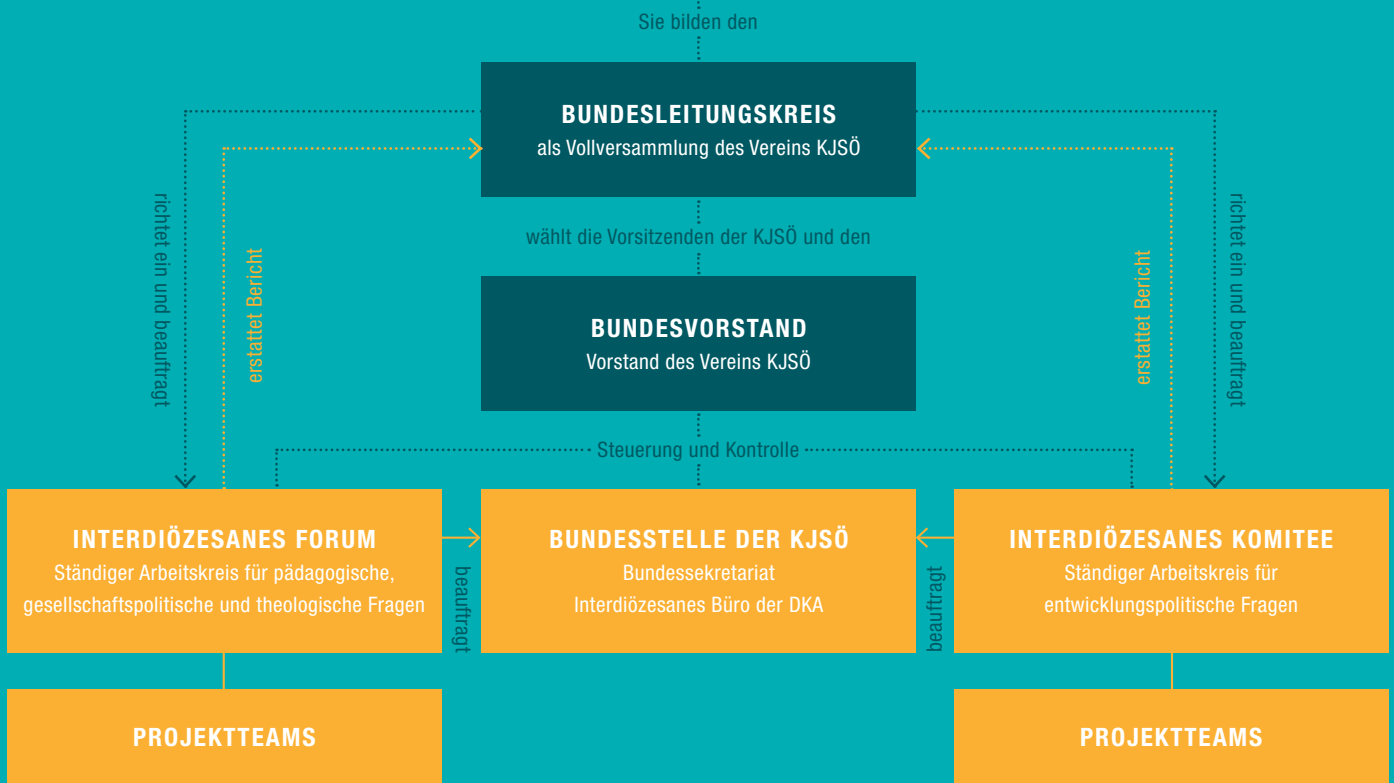 Sie bilden den
BUNDESLEITUNGSKREIS
als Vollversammlung des Vereins KJSÖ
richtet ein und beauftragt
erstattet Bericht
erstattet Bericht
richtet ein und beauftragt
wählt die Vorsitzenden der KJSÖ und den
BUNDESVORSTAND
Vorstand des Vereins KJSÖ
Steuerung und Kontrolle
INTERDIÖZESANES FORUM
Ständiger Arbeitskreis für pädagogische,
gesellschaftspolitische und theologische Fragen
beauftragt
BUNDESSTELLE DER KJSÖ
Bundessekretariat
Interdiözesanes Büro der DKA
beauftragt
INTERDIÖZESANES KOMITEE
Ständiger Arbeitskreis für
entwicklungspolitische Fragen
PROJEKTTEAMS
PROJEKTTEAMS